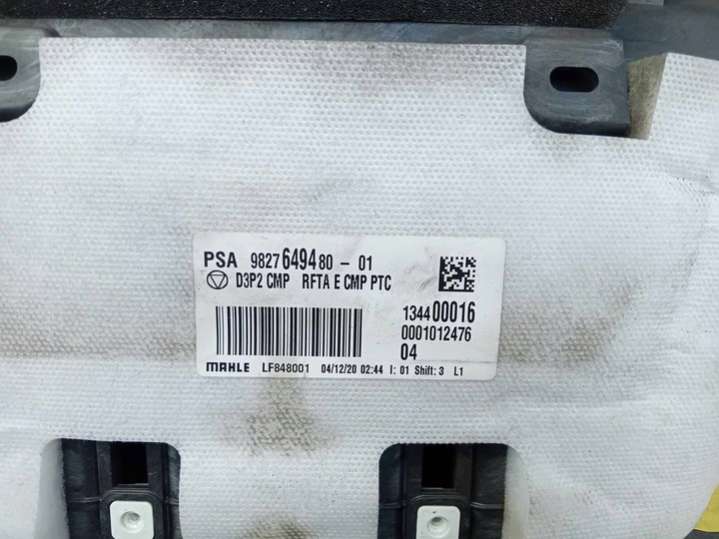 PSA 9827649480-01
D3P2 CMP RFTA E CMP PTC
134400016
0001012476
04
MAHLE LF848001 04/12/20 02:44 I: 01 Shift: 3 L1